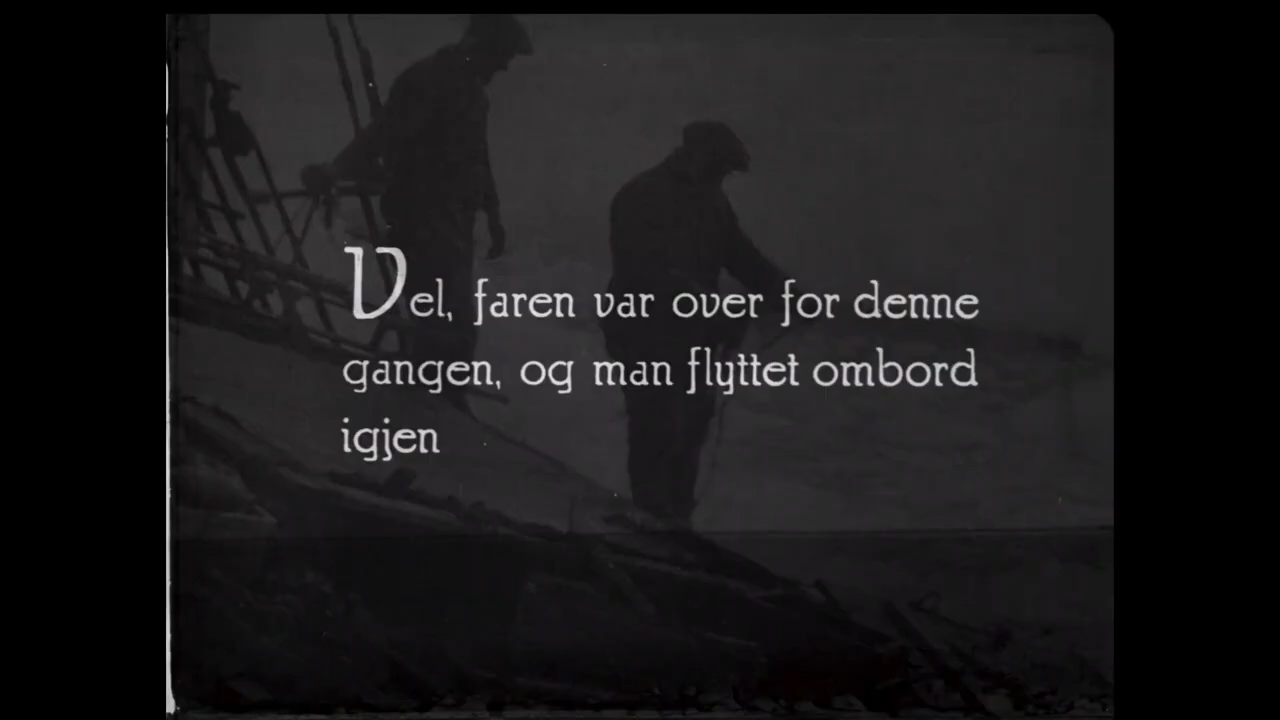 Vel, faren var over for denne
gangen, og man flyttet ombord
igjen